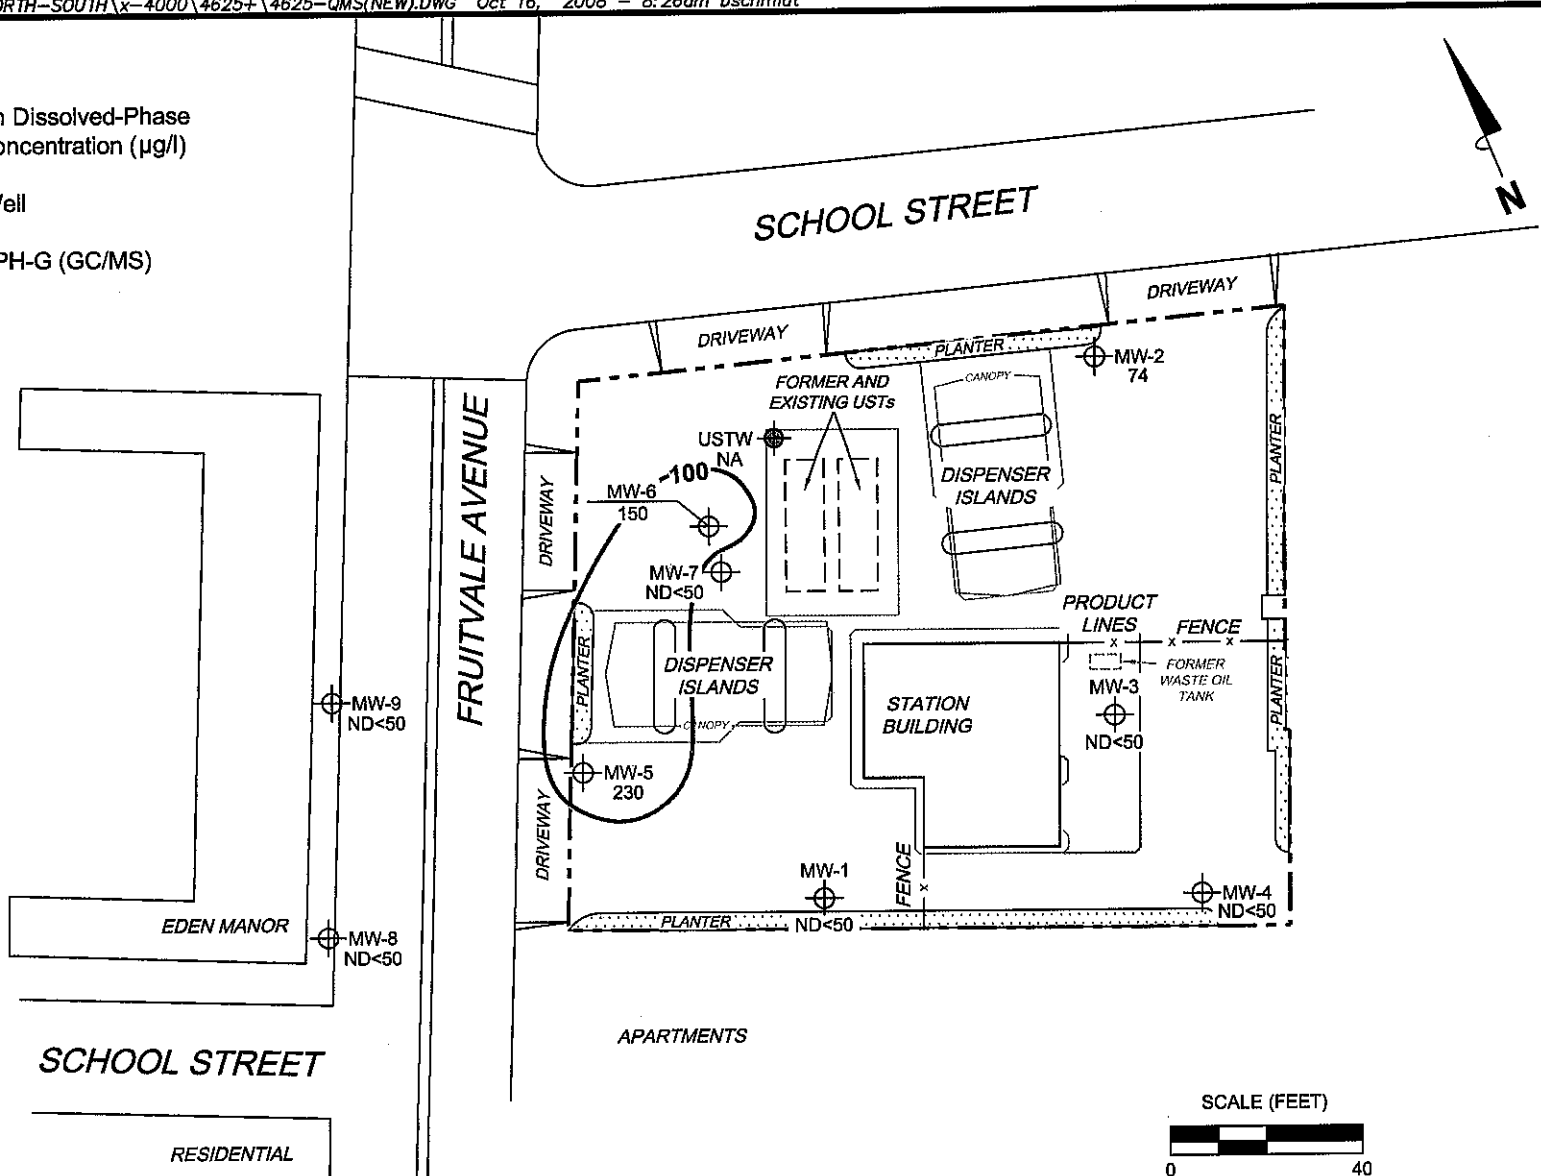 RTH-SOUTH\x-4000\4625+\4625-QMS(NEW).DWG Oct 16, 2008 - 8:26am bschmidt
Dissolved-Phase
oncentration (µg/l)
ell
PH-G (GC/MS)
N
SCHOOL STREET
DRIVEWAY
DRIVEWAY
PLANTER
MW-2
74
CANOPY
FORMER AND
EXISTING USTs
USTW
NA
100
MW-6
150
DISPENSER
ISLANDS
PLANTER
FRUITVALE AVENUE
DRIVEWAY
MW-7
ND<50
PRODUCT
LINES
x FENCE x x
FORMER
WASTE OIL
TANK
PLANTER
DISPENSER
ISLANDS
CANOPY
PLANTER
STATION
BUILDING
MW-3
ND<50
MW-9
ND<50
MW-5
230
DRIVEWAY
MW-1
ND<50
FENCE
x
MW-4
ND<50
PLANTER
EDEN MANOR
MW-8
ND<50
APARTMENTS
SCHOOL STREET
RESIDENTIAL
SCALE (FEET)
0 40